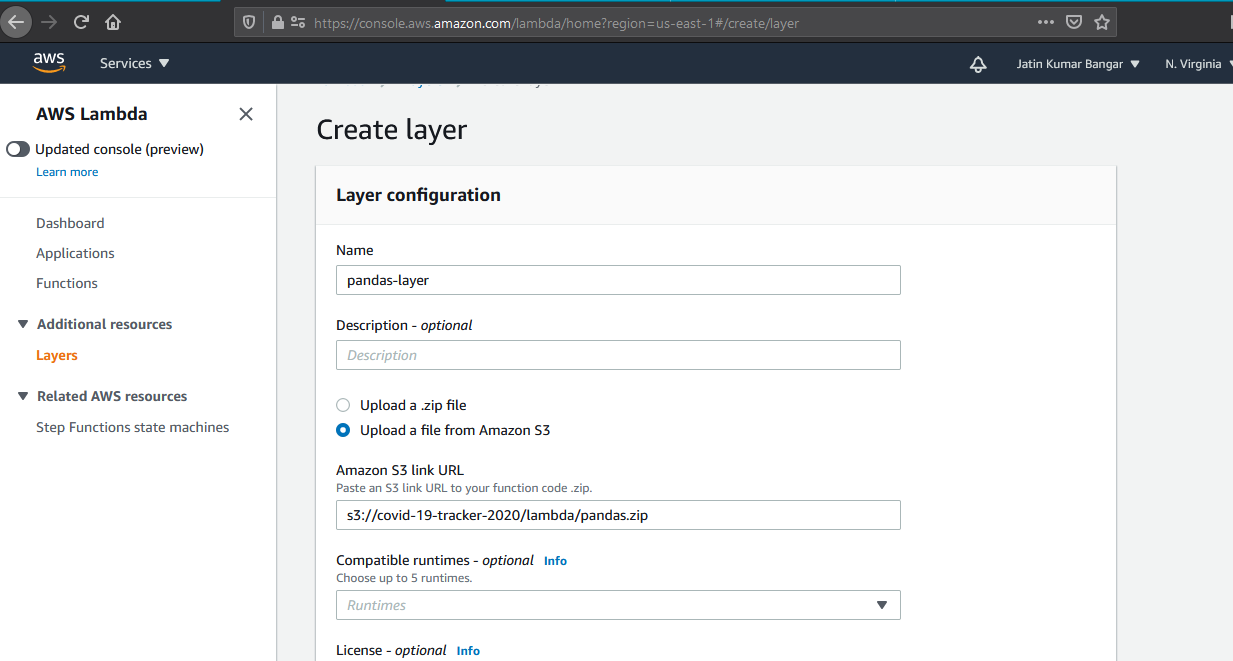 https://console.aws.amazon.com/lambda/home?region=us-east-1#/create/layer
aws Services Jatin Kumar Bangar N. Virginia
AWS Lambda
Updated console (preview)
Learn more
Dashboard
Applications
Functions
Additional resources
Layers
Related AWS resources
Step Functions state machines
Create layer
Layer configuration
Name
pandas-layer
Description - optional
Description
Upload a .zip file
Upload a file from Amazon S3
Amazon S3 link URL
Paste an S3 link URL to your function code .zip.
s3://covid-19-tracker-2020/lambda/pandas.zip
Compatible runtimes - optional Info
Choose up to 5 runtimes.
Runtimes
License - optional Info